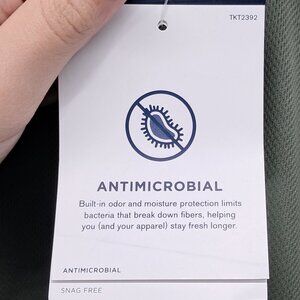 TKT2392
ANTIMICROBIAL
Built-in odor and moisture protection limits
bacteria that break down fibers, helping
you (and your apparel) stay fresh longer.
ANTIMICROBIAL
SNAG FREE